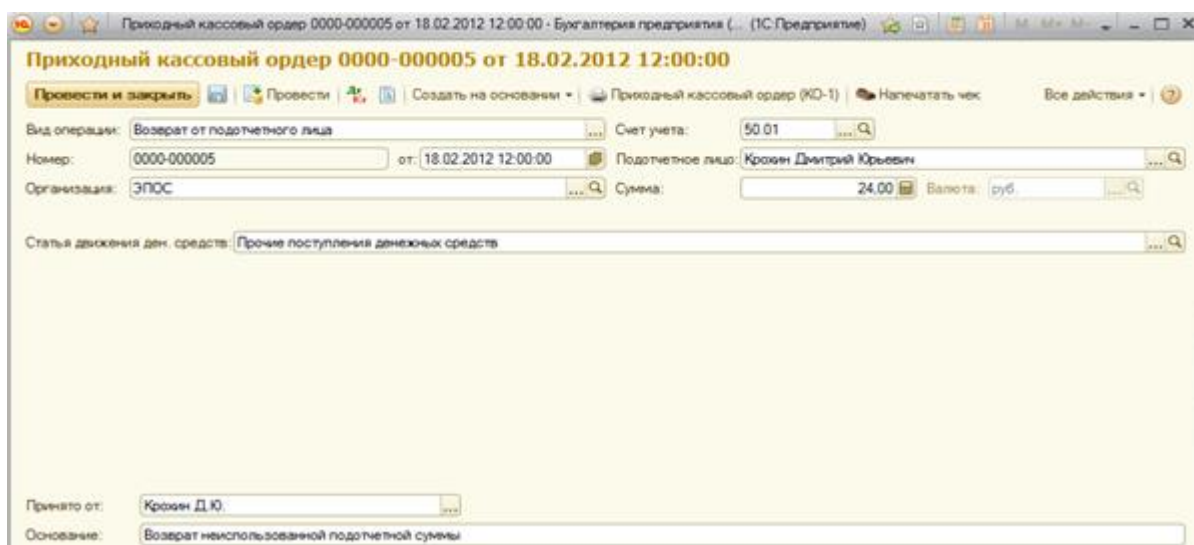 Приходный кассовый ордер 0000-000005 от 18.02.2012 12:00:00 - Бухгалтерия предприятия (... (1С:Предприятие) M M+ M-
Приходный кассовый ордер 0000-000005 от 18.02.2012 12:00:00
Провести и закрыть Провести Создать на основании Приходный кассовый ордер (КО-1) Напечатать чек Все действия
Вид операции: Возврат от подотчетного лица ... Счет учета: 50.01 ...
Номер: 0000-000005 от: 18.02.2012 12:00:00 Подотчетное лицо: Крохин Дмитрий Юрьевич ...
Организация: ЭПОС ... Сумма: 24,00 Валюта: руб. ...
Статья движения ден. средств: Прочие поступления денежных средств ...
Принято от: Крохин Д.Ю. ...
Основание: Возврат неиспользованной подотчетной суммы